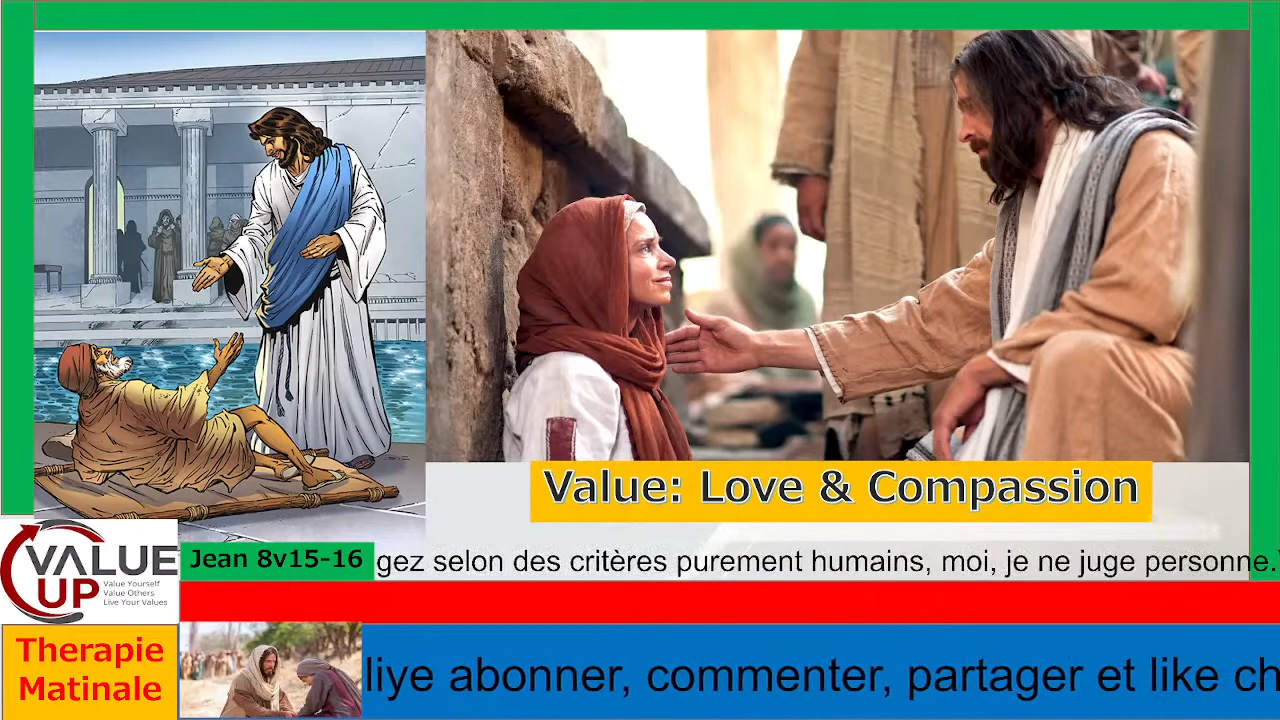 Value: Love & Compassion
VALUE
UP
Value Yourself
Value Others
Live Your Values
Jean 8v15-16
gez selon des critères purement humains, moi, je ne juge personne.
Therapie
Matinale
liye abonner, commenter, partager et like ch